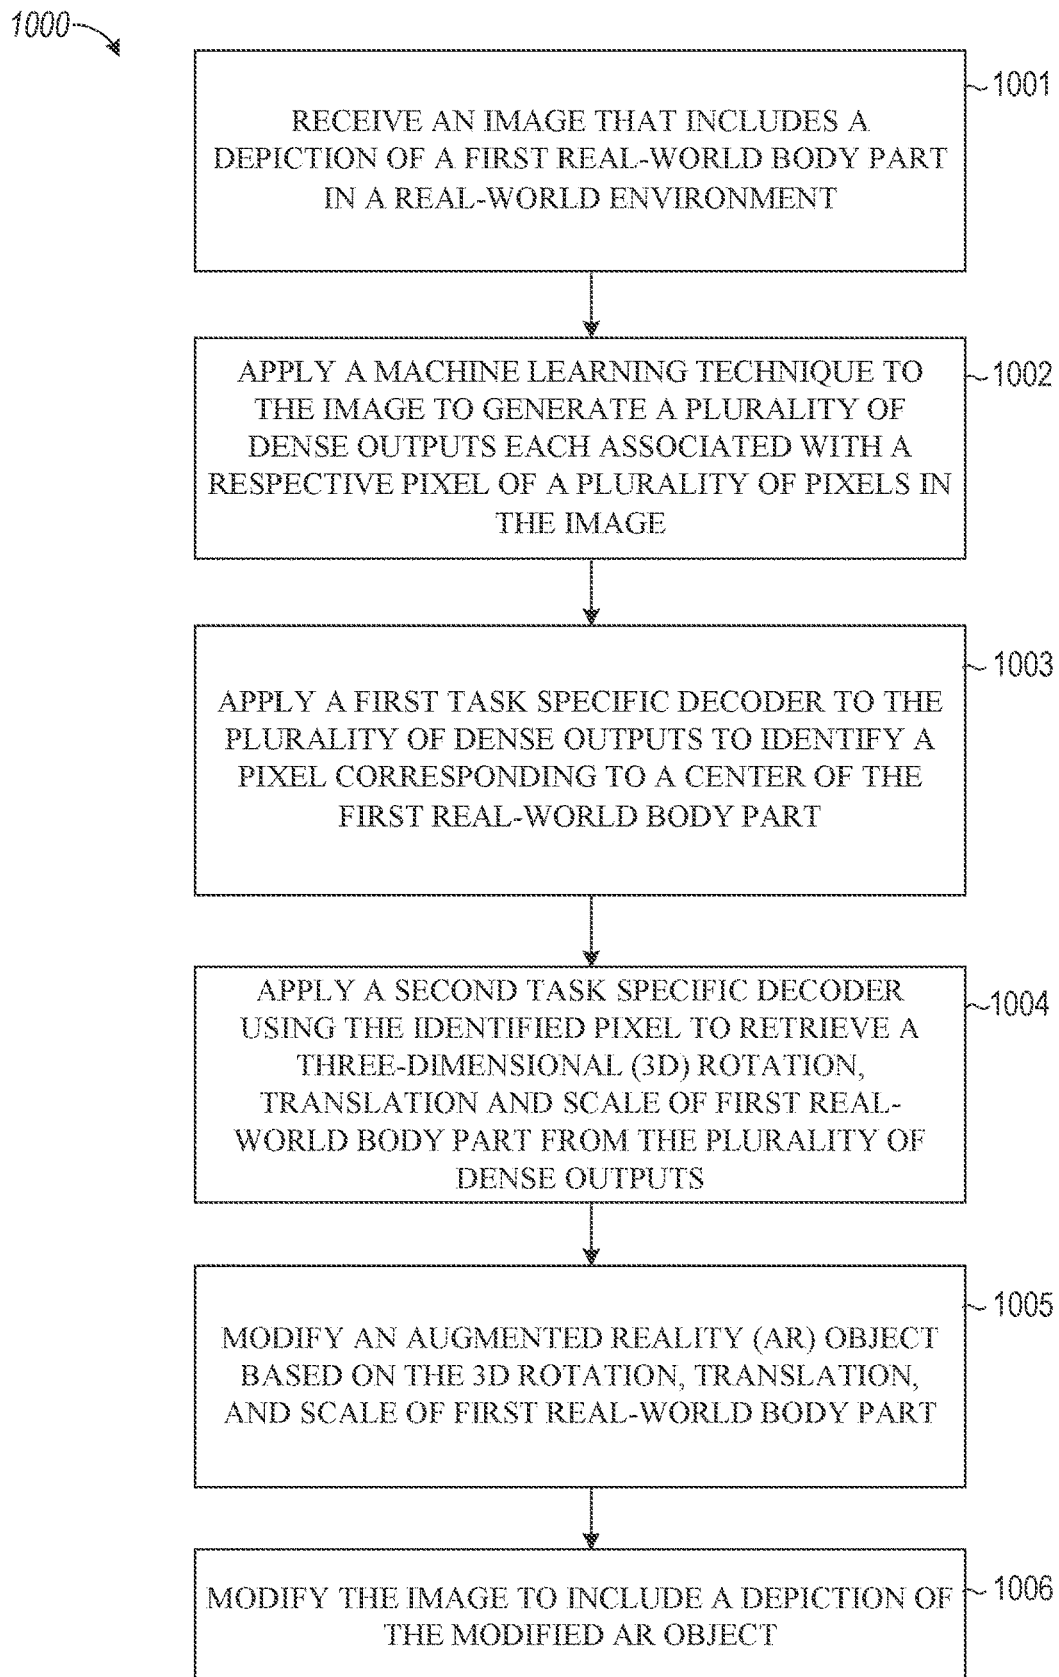 1000
1001
RECEIVE AN IMAGE THAT INCLUDES A
DEPICTION OF A FIRST REAL-WORLD BODY PART
IN A REAL-WORLD ENVIRONMENT
1002
APPLY A MACHINE LEARNING TECHNIQUE TO
THE IMAGE TO GENERATE A PLURALITY OF
DENSE OUTPUTS EACH ASSOCIATED WITH A
RESPECTIVE PIXEL OF A PLURALITY OF PIXELS IN
THE IMAGE
1003
APPLY A FIRST TASK SPECIFIC DECODER TO THE
PLURALITY OF DENSE OUTPUTS TO IDENTIFY A
PIXEL CORRESPONDING TO A CENTER OF THE
FIRST REAL-WORLD BODY PART
1004
APPLY A SECOND TASK SPECIFIC DECODER
USING THE IDENTIFIED PIXEL TO RETRIEVE A
THREE-DIMENSIONAL (3D) ROTATION,
TRANSLATION AND SCALE OF FIRST REAL-
WORLD BODY PART FROM THE PLURALITY OF
DENSE OUTPUTS
1005
MODIFY AN AUGMENTED REALITY (AR) OBJECT
BASED ON THE 3D ROTATION, TRANSLATION,
AND SCALE OF FIRST REAL-WORLD BODY PART
1006
MODIFY THE IMAGE TO INCLUDE A DEPICTION OF
THE MODIFIED AR OBJECT